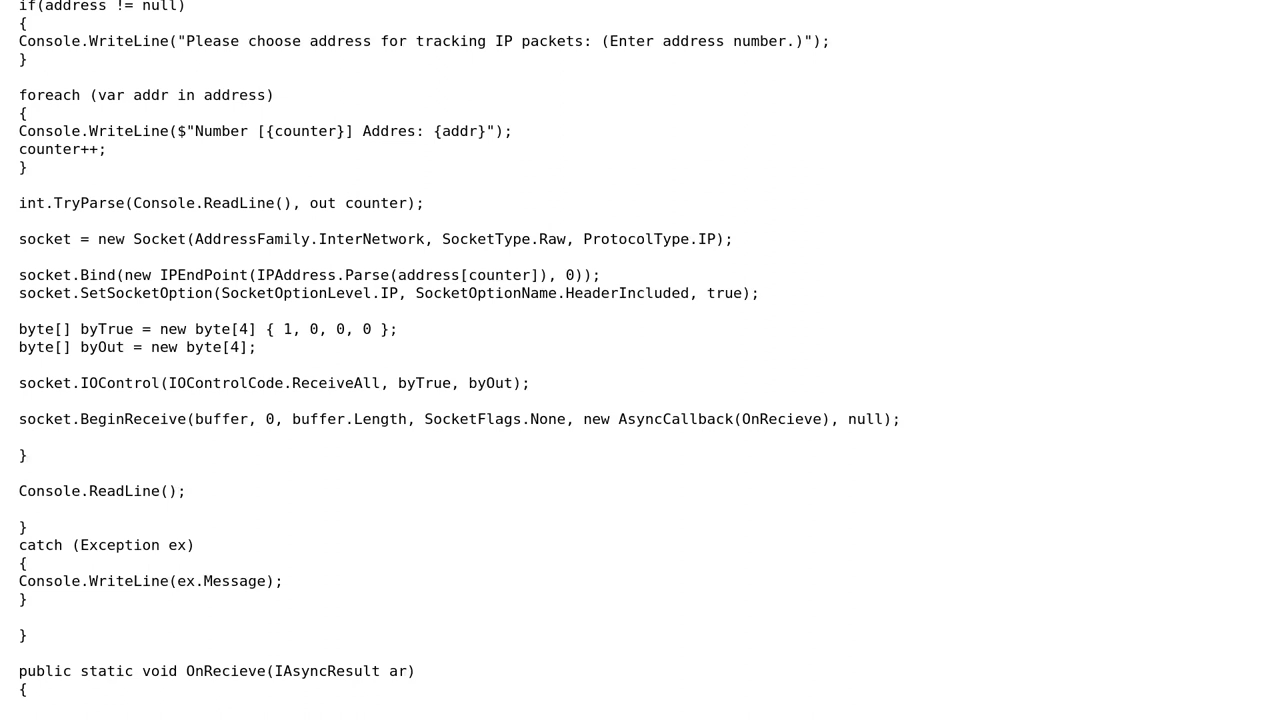 if(address != null)
{
Console.WriteLine("Please choose address for tracking IP packets: (Enter address number.)");
}
foreach (var addr in address)
{
Console.WriteLine($"Number [{counter}] Addres: {addr}");
counter++;
}
int.TryParse(Console.ReadLine(), out counter);
socket = new Socket(AddressFamily.InterNetwork, SocketType.Raw, ProtocolType.IP);
socket.Bind(new IPEndPoint(IPAddress.Parse(address[counter]), 0));
socket.SetSocketOption(SocketOptionLevel.IP, SocketOptionName.HeaderIncluded, true);
byte[] byTrue = new byte[4] { 1, 0, 0, 0 };
byte[] byOut = new byte[4];
socket.IOControl(IOControlCode.ReceiveAll, byTrue, byOut);
socket.BeginReceive(buffer, 0, buffer.Length, SocketFlags.None, new AsyncCallback(OnRecieve), null);
}
Console.ReadLine();
}
catch (Exception ex)
{
Console.WriteLine(ex.Message);
}
}
public static void OnRecieve(IAsyncResult ar)
{